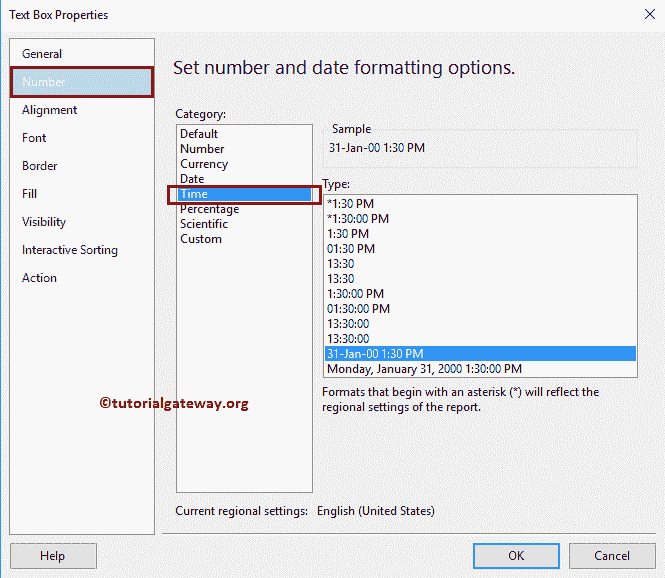 Text Box Properties
General
Number
Alignment
Font
Border
Fill
Visibility
Interactive Sorting
Action
Set number and date formatting options.
Category:
Default
Number
Currency
Date
Time
Percentage
Scientific
Custom
Sample
31-Jan-00 1:30 PM
Type:
*1:30 PM
*1:30:00 PM
1:30 PM
01:30 PM
13:30
13:30
1:30:00 PM
01:30:00 PM
13:30:00
13:30:00
31-Jan-00 1:30 PM
Monday, January 31, 2000 1:30:00 PM
Formats that begin with an asterisk (*) will reflect the
regional settings of the report.
©tutorialgateway.org
Current regional settings: English (United States)
Help
OK
Cancel